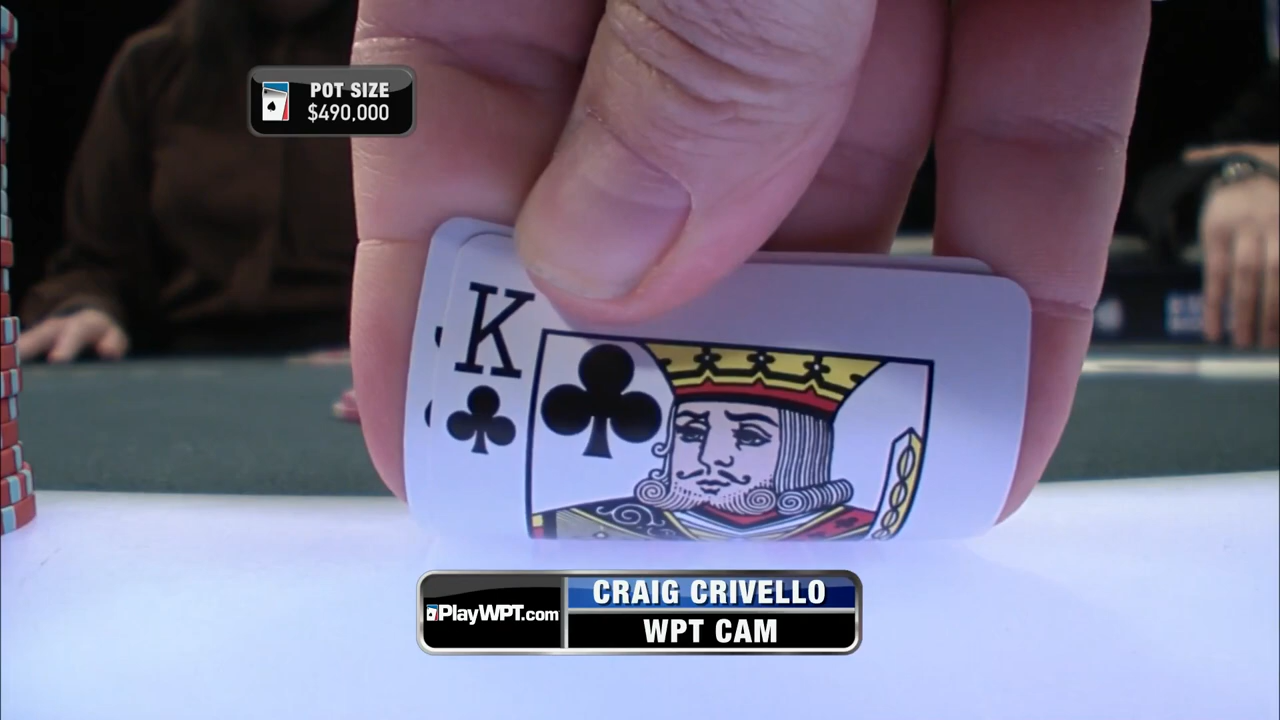 POT SIZE
$490,000
K
CRAIG CRIVELLO
PlayWPT.com
WPT CAM